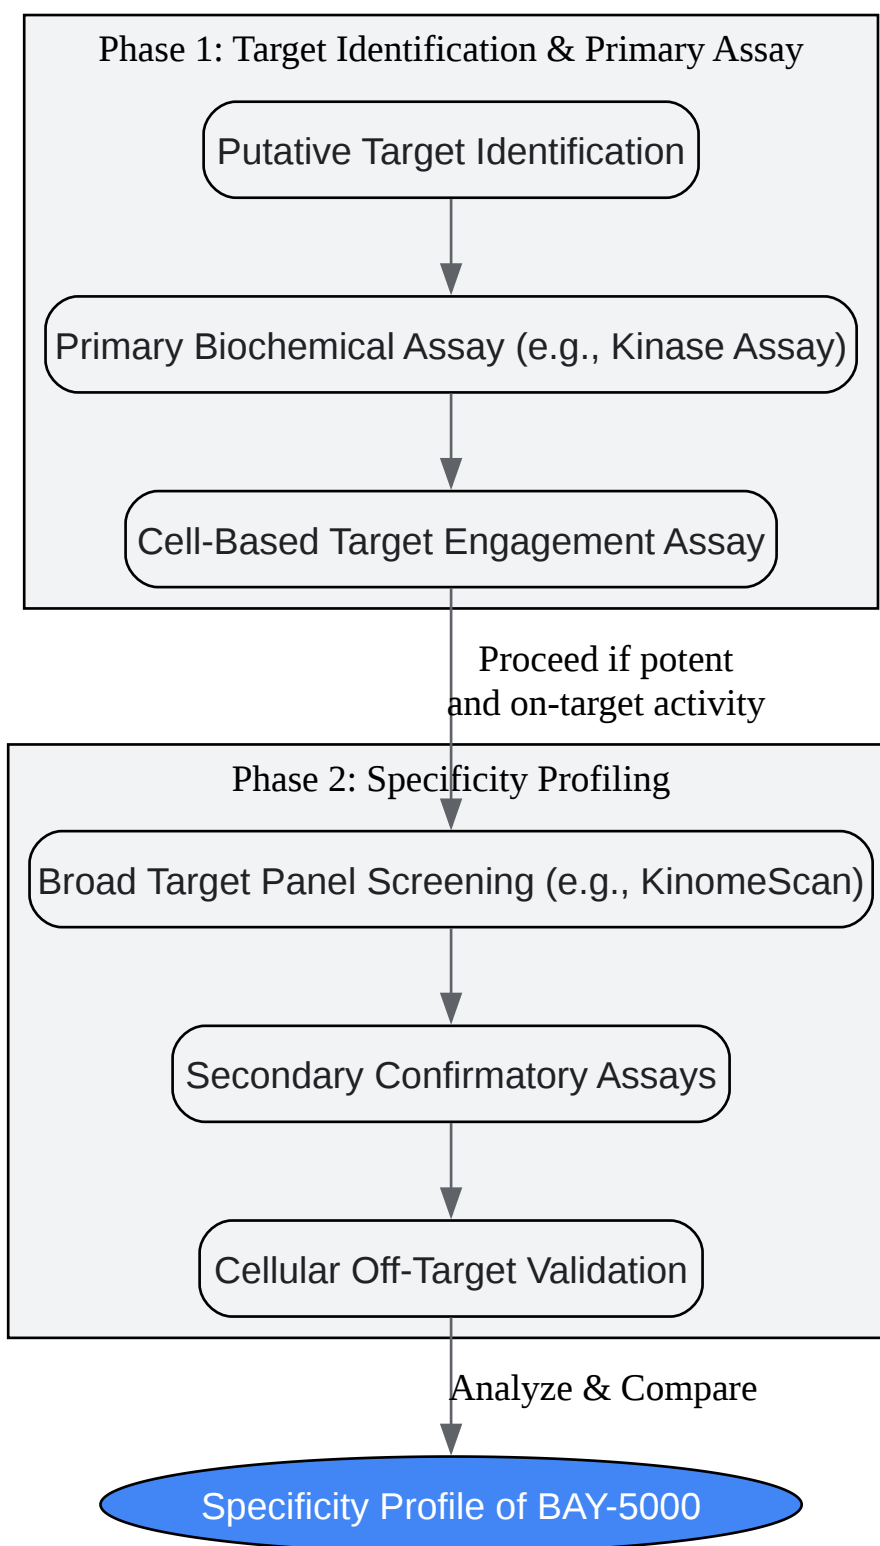 Phase 1: Target Identification & Primary Assay
Putative Target Identification
Primary Biochemical Assay (e.g., Kinase Assay)
Cell-Based Target Engagement Assay
Proceed if potent
and on-target activity
Phase 2: Specificity Profiling
Broad Target Panel Screening (e.g., KinomeScan)
Secondary Confirmatory Assays
Cellular Off-Target Validation
Analyze & Compare
Specificity Profile of BAY-5000